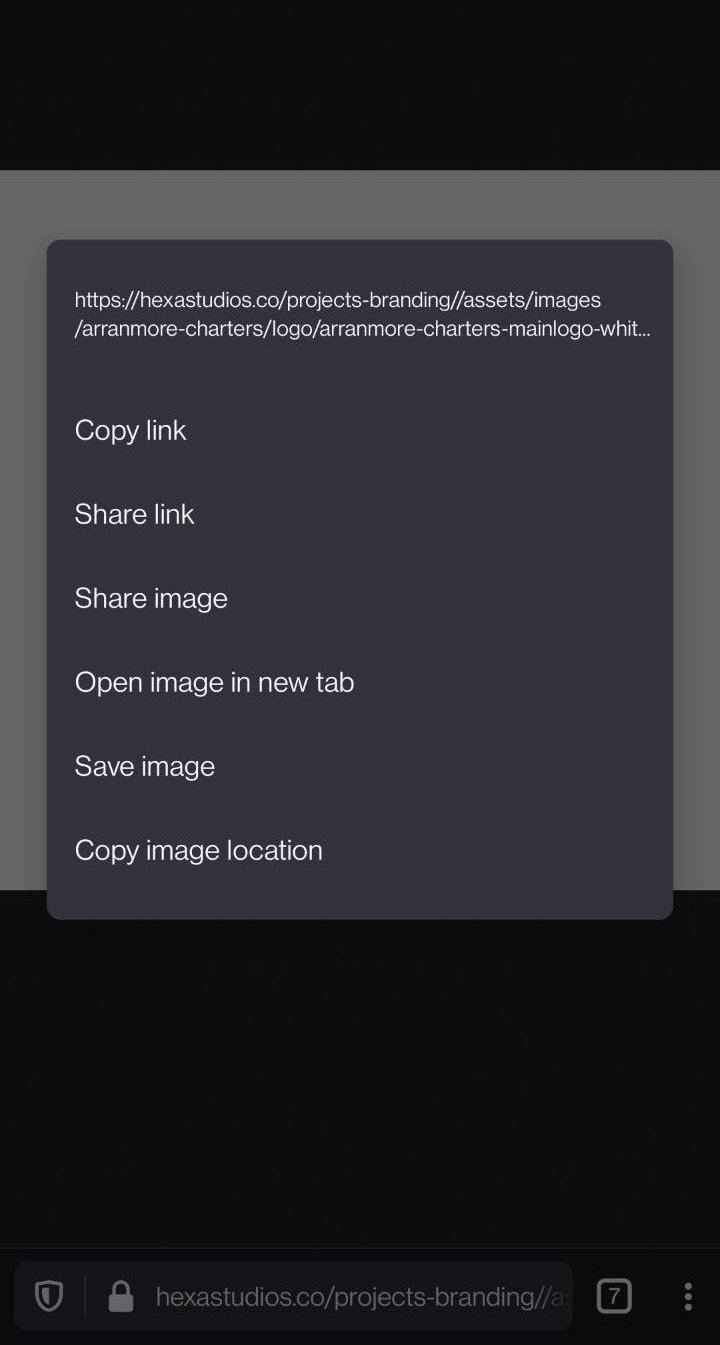 https://hexastudios.co/projects-branding//assets/images
/arranmore-charters/logo/arranmore-charters-mainlogo-whit...
Copy link
Share link
Share image
Open image in new tab
Save image
Copy image location
hexastudios.co/projects-branding//as
7